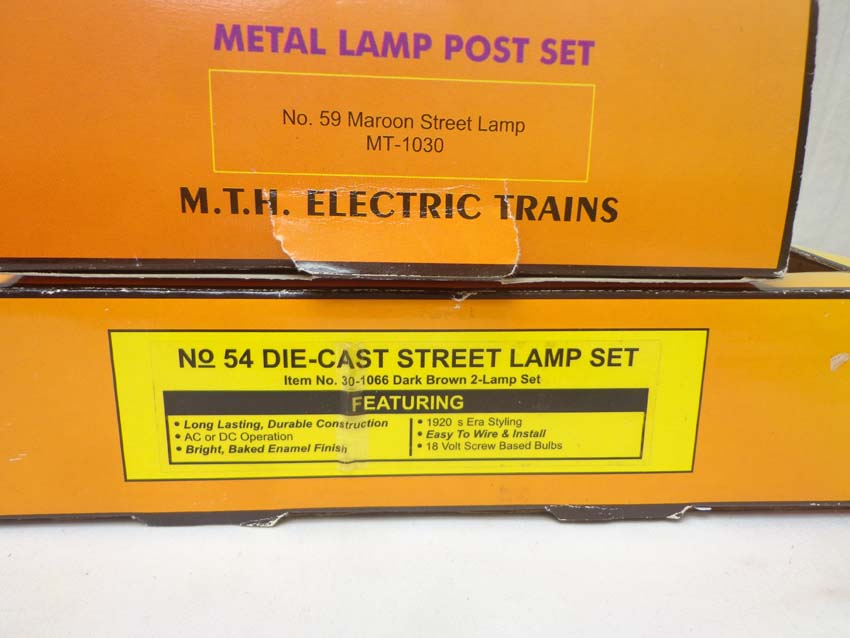 METAL LAMP POST SET
No. 59 Maroon Street Lamp
MT-1030
M.T.H. ELECTRIC TRAINS
No 54 DIE-CAST STREET LAMP SET
Item No. 30-1066 Dark Brown 2-Lamp Set
FEATURING
• Long Lasting, Durable Construction
• AC or DC Operation
• Bright, Baked Enamel Finish
• 1920 s Era Styling
• Easy To Wire & Install
• 18 Volt Screw Based Bulbs